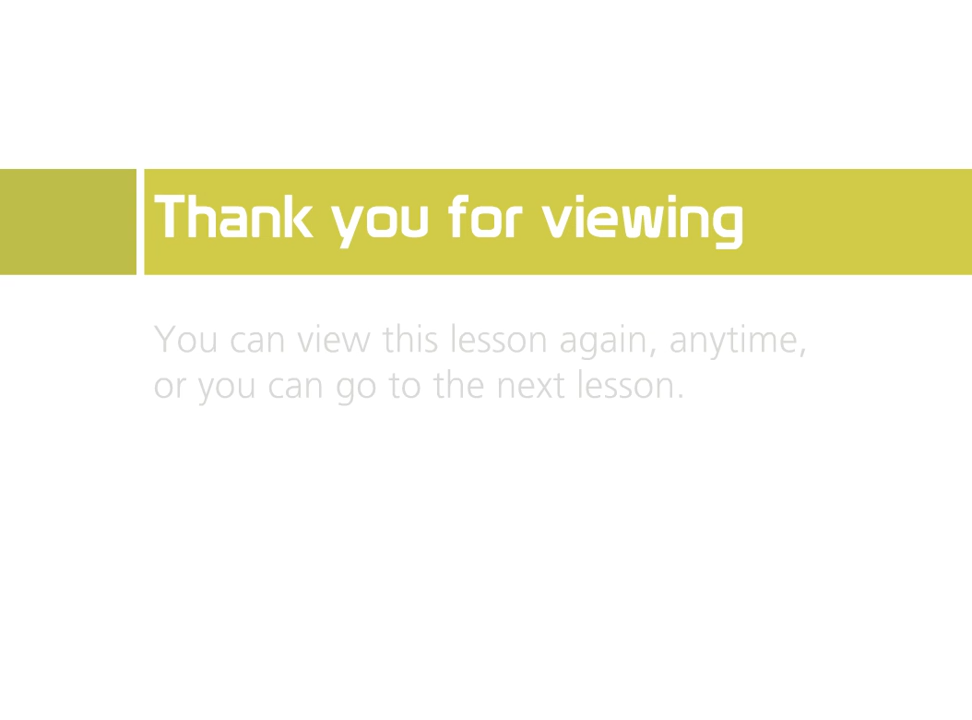 Thank you for viewing
You can view this lesson again, anytime,
or you can go to the next lesson.